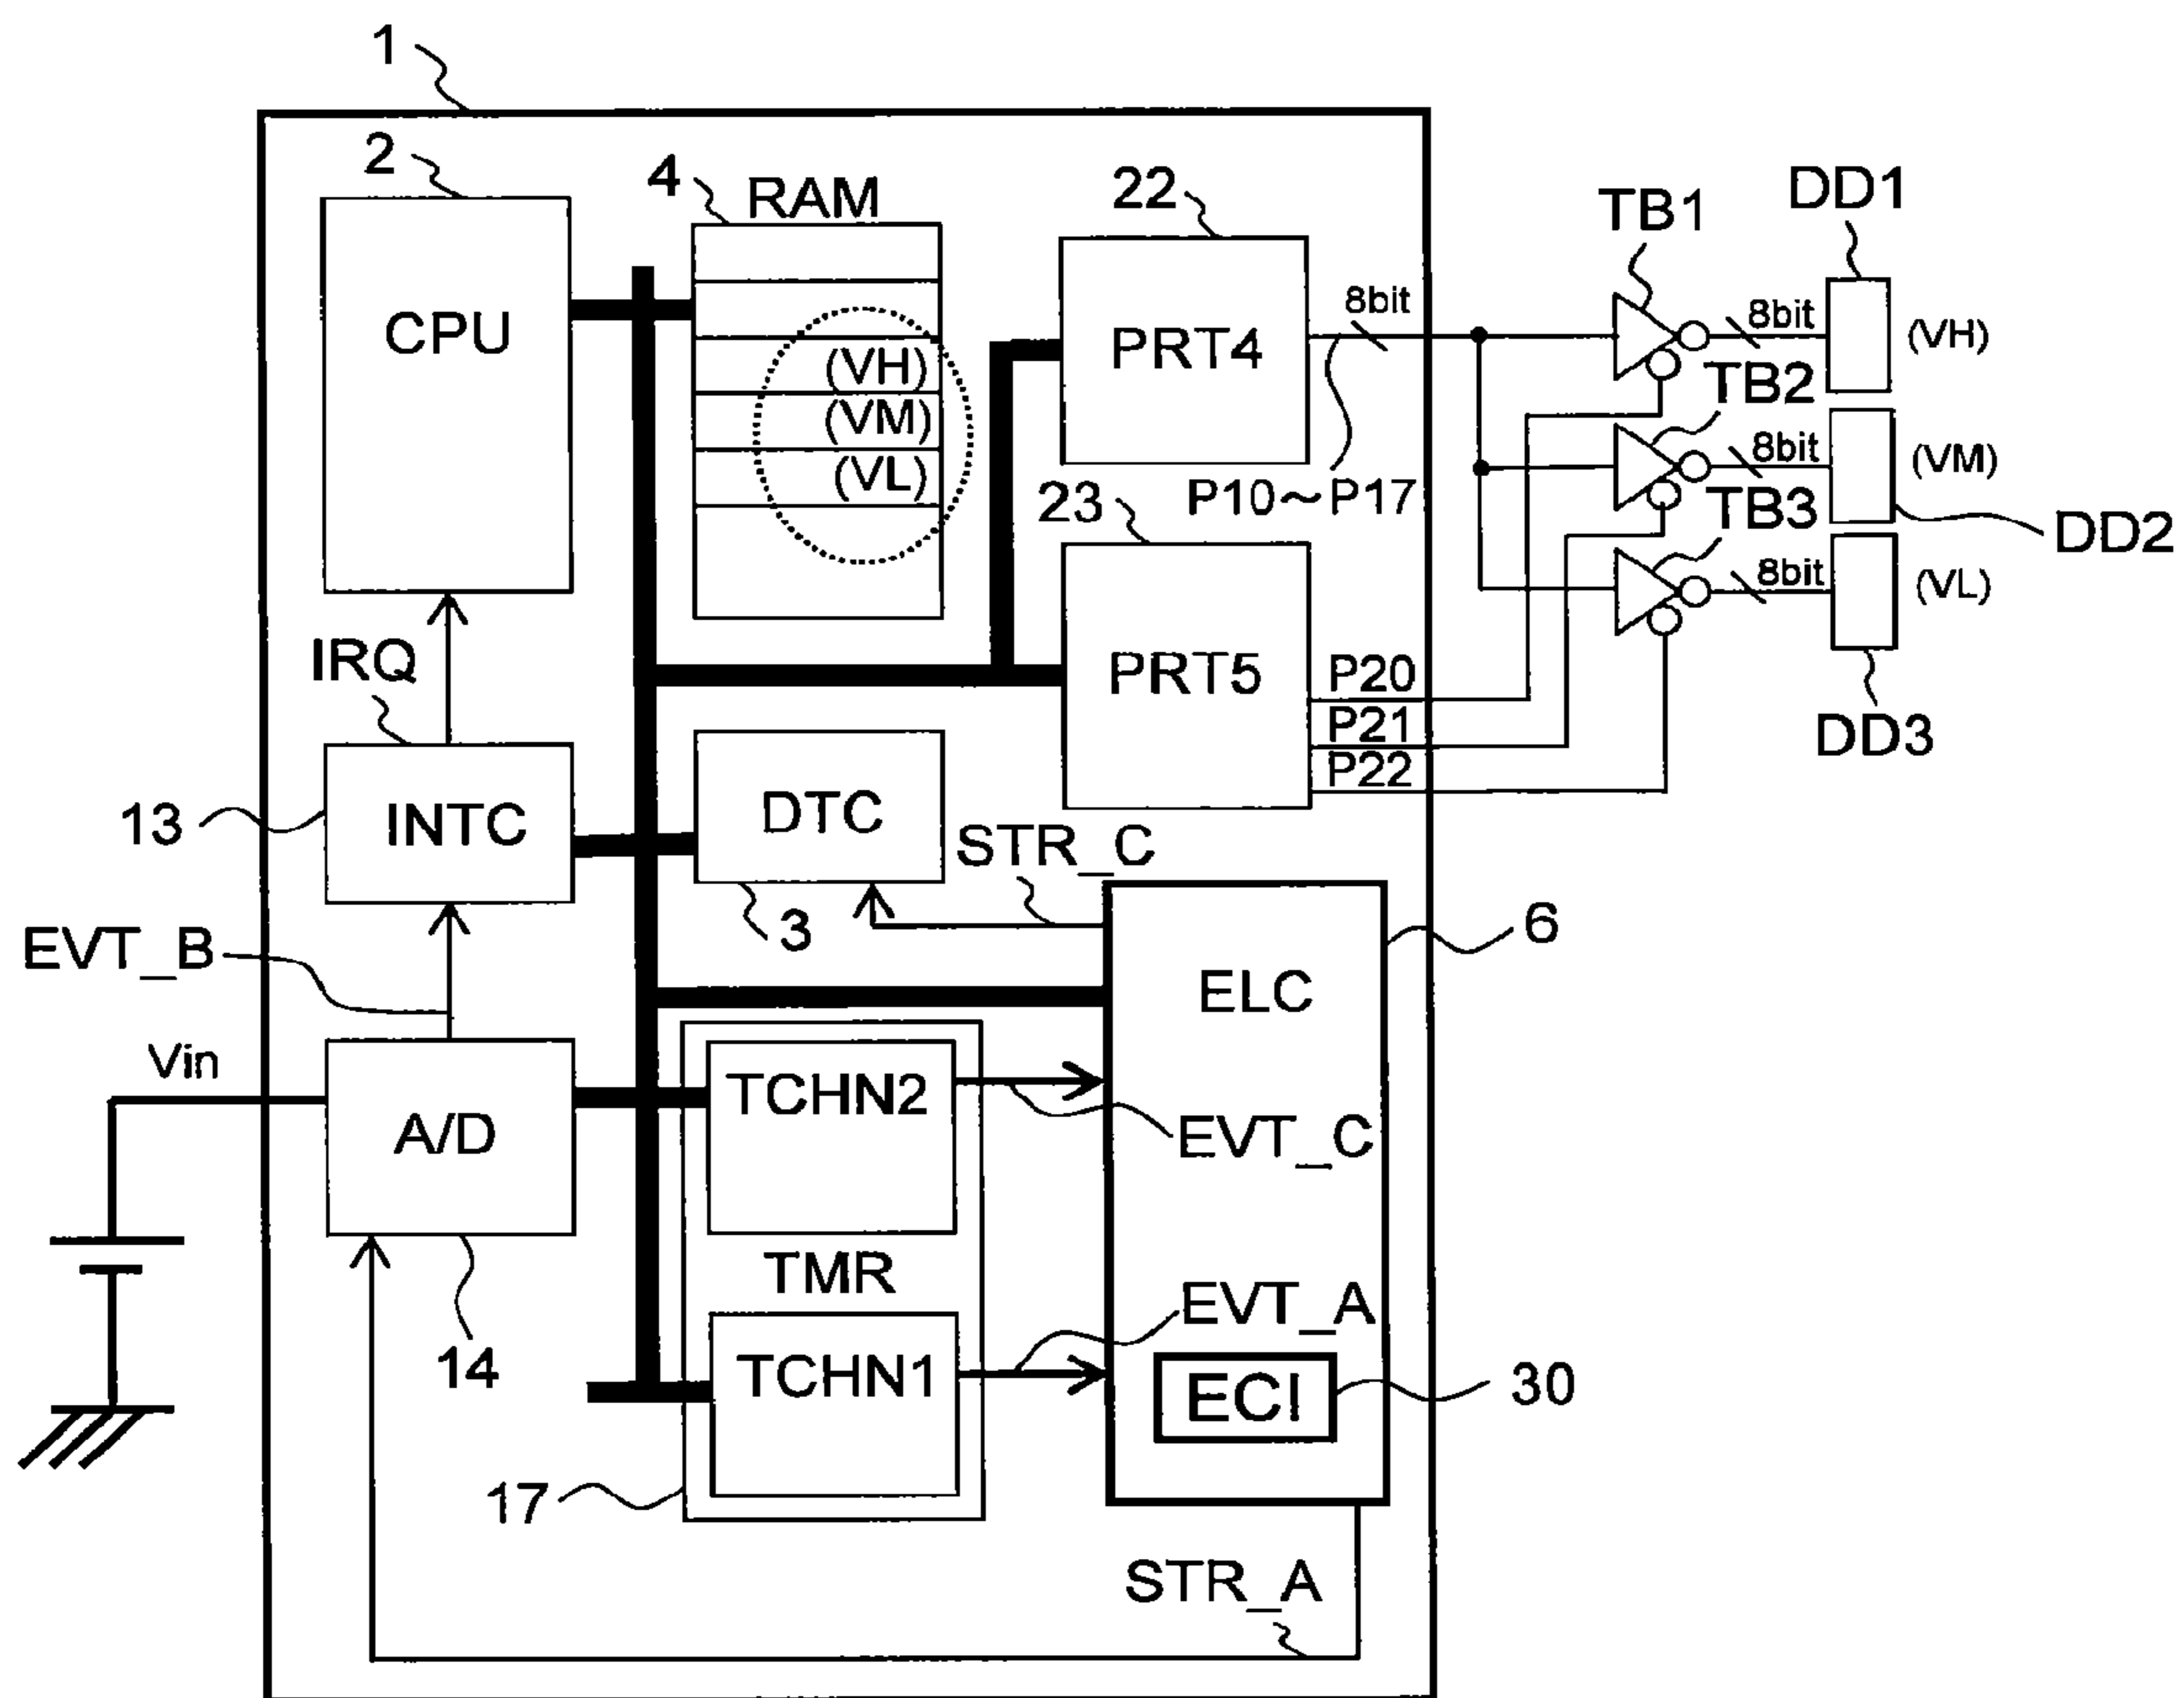 1
2
4
RAM
22
TB1
DD1
CPU
(VH)
(VM)
(VL)
PRT4
8bit
8bit
(VH)
TB2
P10～P17
8bit
(VM)
TB3
DD2
23
8bit
(VL)
IRQ
PRT5
P20
P21
P22
DD3
13
INTC
DTC
STR_C
3
6
EVT_B
ELC
Vin
A/D
TCHN2
EVT_C
TMR
EVT_A
14
TCHN1
ECI
30
17
STR_A